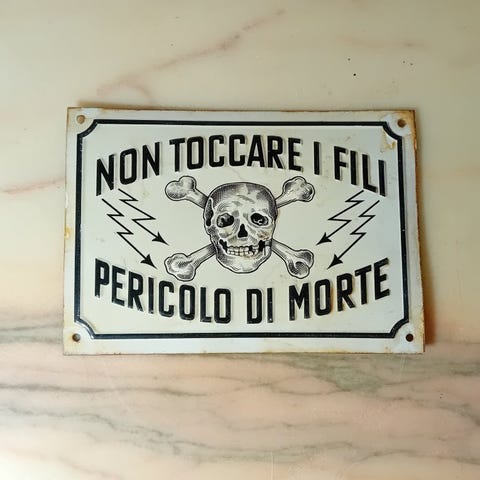 NON TOCCARE I FILI
PERICOLO DI MORTE